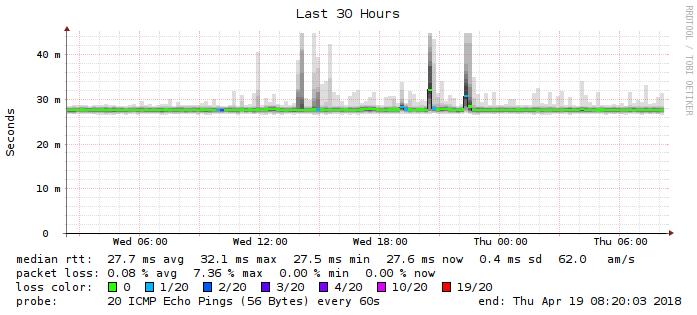 Last 30 Hours
RRDTOOL / TOBI OETIKER
Seconds
40 m
30 m
20 m
10 m
0
Wed 06:00 Wed 12:00 Wed 18:00 Thu 00:00 Thu 06:00
median rtt: 27.7 ms avg 32.1 ms max 27.5 ms min 27.6 ms now 0.4 ms sd 62.0 am/s
packet loss: 0.08 % avg 7.36 % max 0.00 % min 0.00 % now
loss color: 0 1/20 2/20 3/20 4/20 10/20 19/20
probe: 20 ICMP Echo Pings (56 Bytes) every 60s end: Thu Apr 19 08:20:03 2018